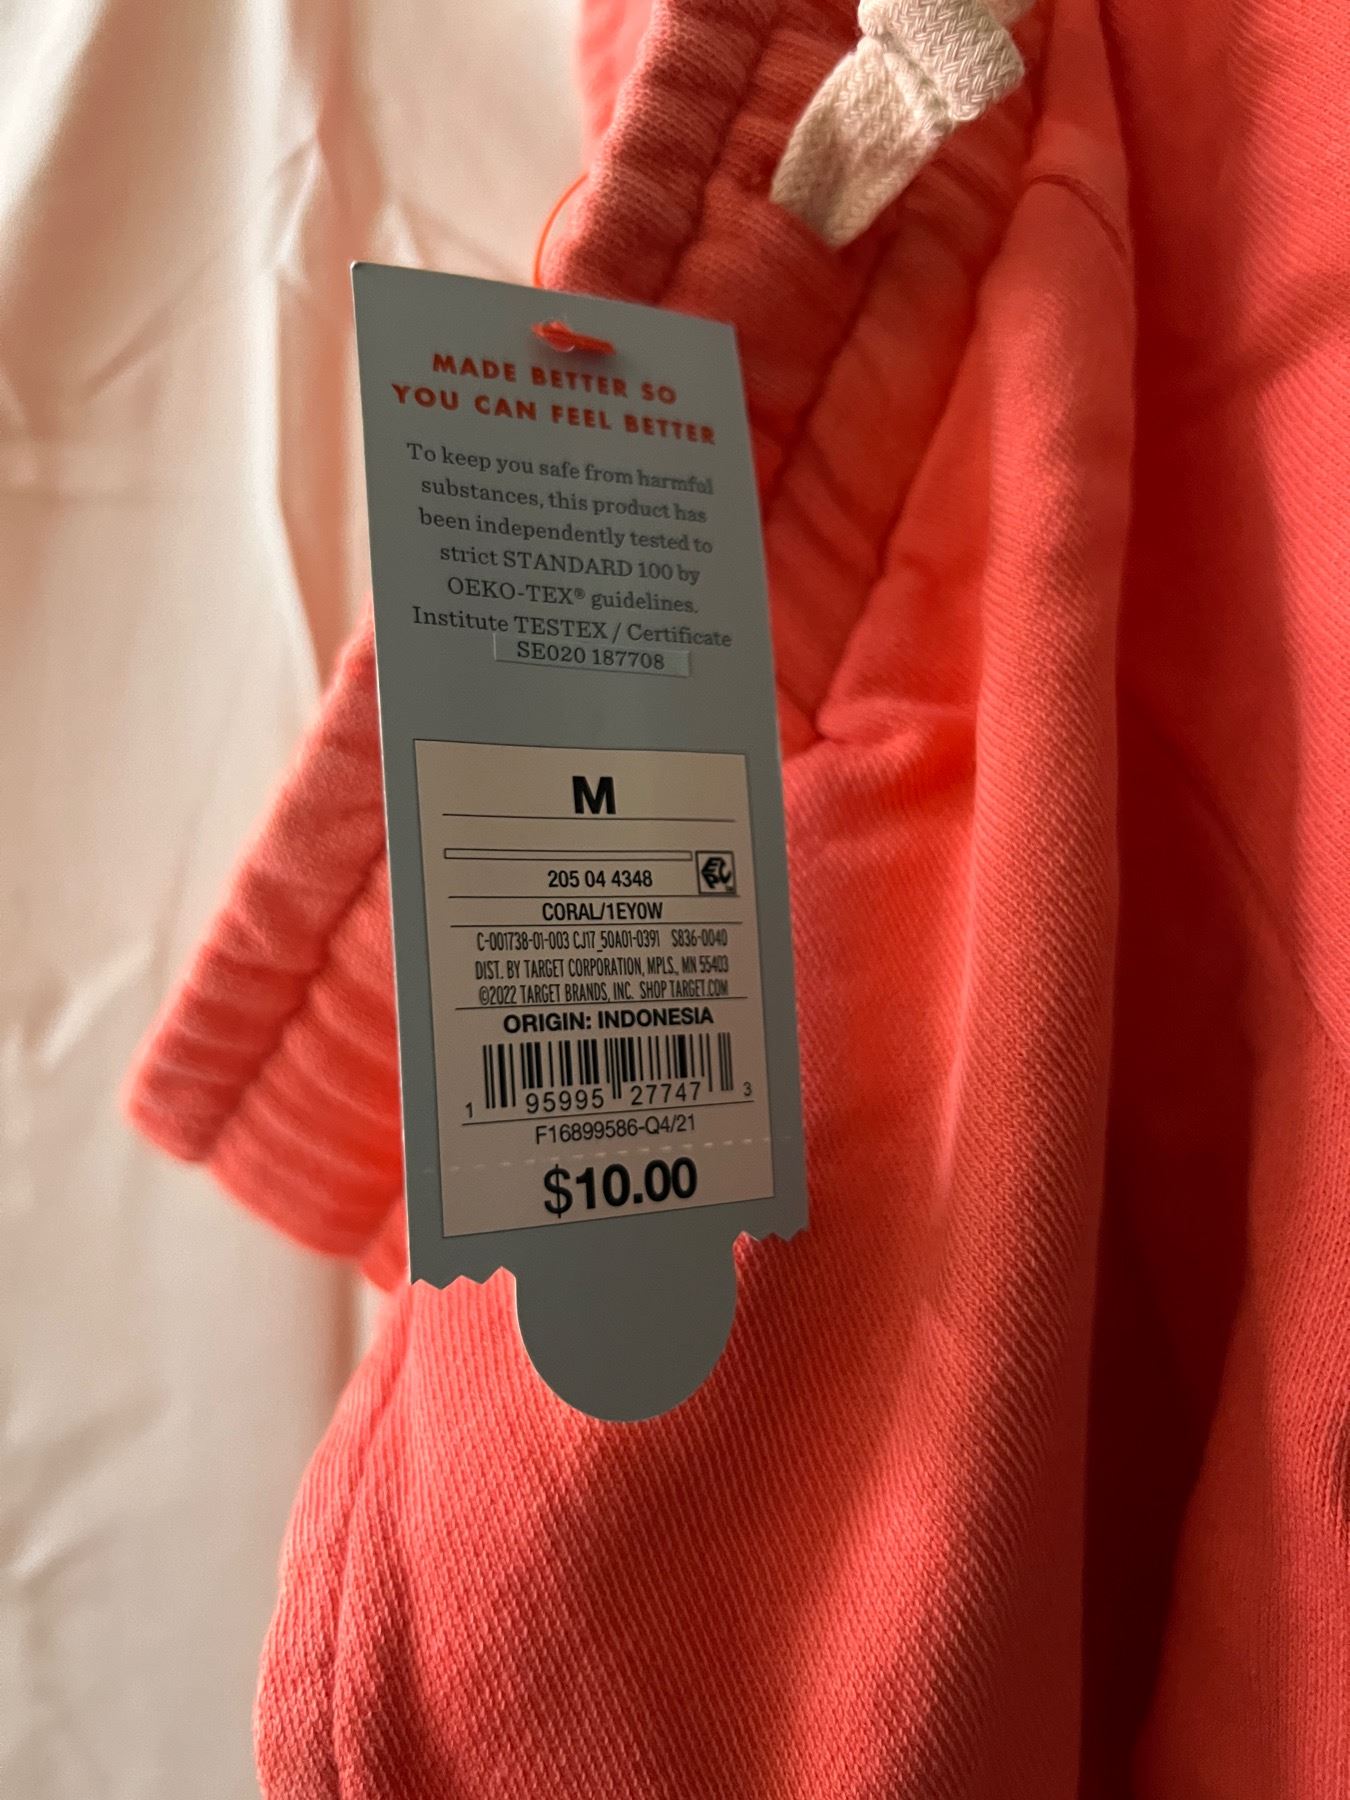 MADE BETTER SO
YOU CAN FEEL BETTER
To keep you safe from harmful
substances, this product has
been independently tested to
strict STANDARD 100 by
OEKO-TEX® guidelines.
Institute TESTEX / Certificate
SE020 187708
M
205 04 4348
CORAL/1EY0W
C-001738-01-003 CJ17_50A01-0391 S836-0040
DIST. BY TARGET CORPORATION, MPLS., MN 55403
©2022 TARGET BRANDS, INC. SHOP TARGET.COM
ORIGIN: INDONESIA
1 95995 27747 3
F16899586-Q4/21
$10.00